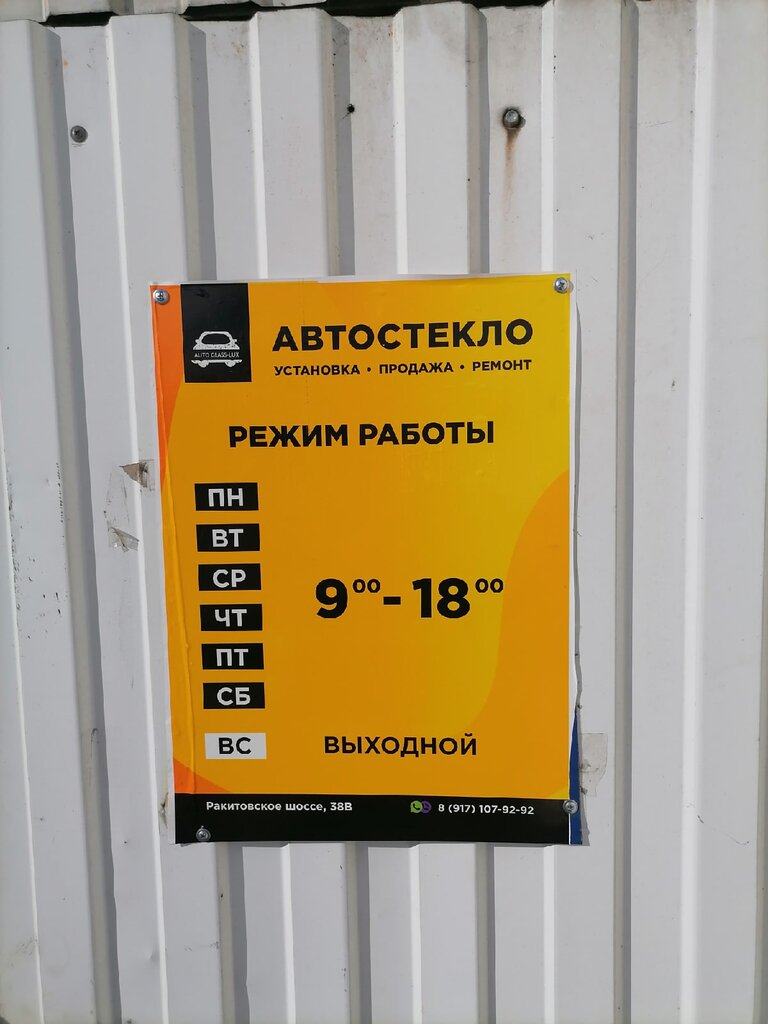 AUTO GLASS-LUX
АВТОСТЕКЛО
УСТАНОВКА • ПРОДАЖА • РЕМОНТ
РЕЖИМ РАБОТЫ
ПН
ВТ
СР
9⁰⁰- 18⁰⁰
ЧТ
ПТ
СБ
ВС ВЫХОДНОЙ
Ракитовское шоссе, 38В 8 (917) 107-92-92